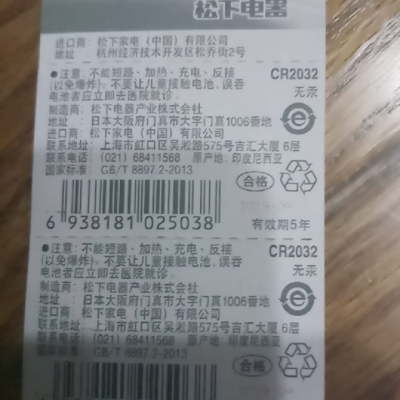 松下电器
进口商: 松下家电（中国）有限公司
地址: 杭州经济技术开发区松乔街2号
●注意: 不能短路、加热、充电、反接 CR2032
(以免爆炸)。不要让儿童接触电池, 误吞 无汞
电池者应立即去医院就诊。
制造商: 松下电器产业株式会社
地址: 日本大阪府门真市大字门真1006番地
进口商: 松下家电（中国）有限公司
联系地址: 上海市虹口区吴淞路575号吉汇大厦 6层
联系电话: (021) 68411568 原产地: 印度尼西亚
国家标准: GB/T 8897.2-2013
合格
6 938181 025038 有效期5年
●注意: 不能短路、加热、充电、反接 CR2032
(以免爆炸)。不要让儿童接触电池, 误吞 无汞
电池者应立即去医院就诊。
制造商: 松下电器产业株式会社
地址: 日本大阪府门真市大字门真1006番地
进口商: 松下家电（中国）有限公司
联系地址: 上海市虹口区吴淞路575号吉汇大厦 6层
联系电话: (021) 68411568 原产地: 印度尼西亚
国家标准: GB/T 8897.2-2013
合格